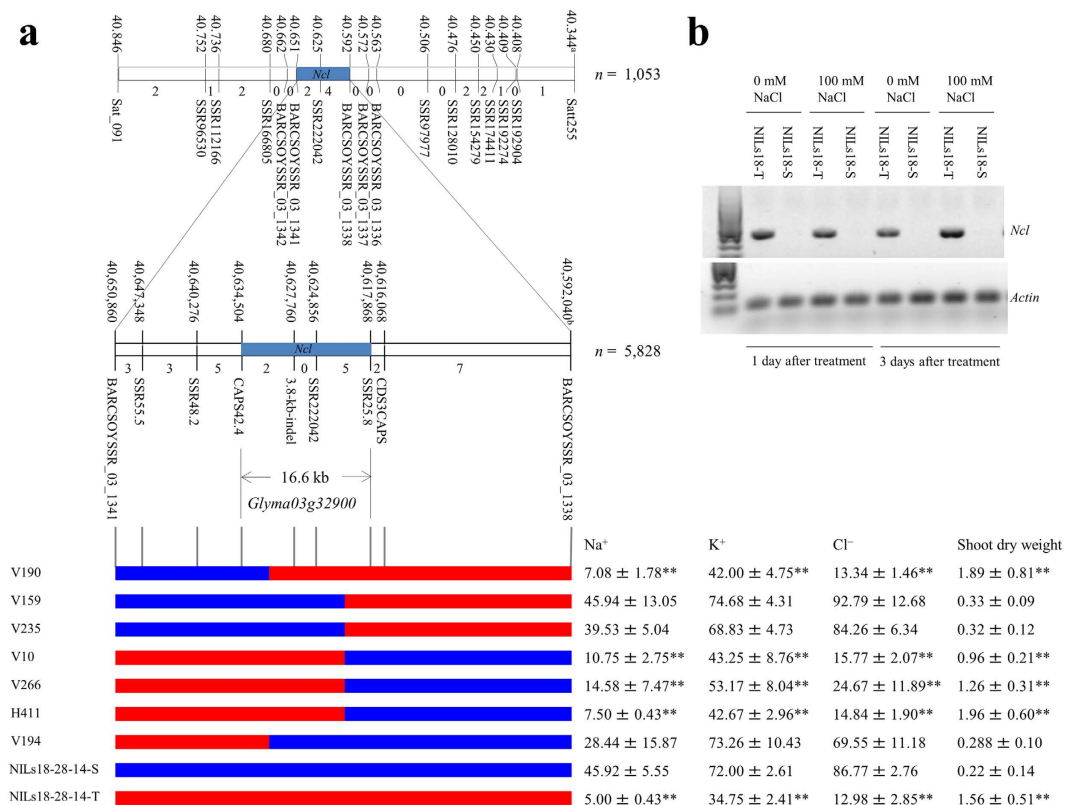 a
40.846
40.752
40.736
40.680
40.662
40.651
40.625
40.592
40.572
40.563
40.506
40.476
40.450
40.430
40.409
40.408
40.344a
Ncl
n = 1,053
2 1 2 0 0 2 4 0 0 0 0 2 2 0 1
Sat_091
SSR96530
SSR112166
SSR166805
BARCSOYSSR_03_1342
BARCSOYSSR_03_1341
SSR222042
BARCSOYSSR_03_1338
BARCSOYSSR_03_1337
BARCSOYSSR_03_1336
SSR97977
SSR128010
SSR154279
SSR174411
SSR192274
SSR192904
Satt255
40,650,860
40,647,348
40,640,276
40,634,504
40,627,760
40,624,856
40,617,868
40,616,068
40,592,040b
Ncl
n = 5,828
3 3 5 2 0 5 2 7
BARCSOYSSR_03_1341
SSR55.5
SSR48.2
CAPS42.4
3.8-kb-indel
SSR222042
SSR25.8
CDS3CAPS
BARCSOYSSR_03_1338
16.6 kb
Glyma03g32900
Na+ K+ Cl− Shoot dry weight
V190 7.08 ± 1.78** 42.00 ± 4.75** 13.34 ± 1.46** 1.89 ± 0.81**
V159 45.94 ± 13.05 74.68 ± 4.31 92.79 ± 12.68 0.33 ± 0.09
V235 39.53 ± 5.04 68.83 ± 4.73 84.26 ± 6.34 0.32 ± 0.12
V10 10.75 ± 2.75** 43.25 ± 8.76** 15.77 ± 2.07** 0.96 ± 0.21**
V266 14.58 ± 7.47** 53.17 ± 8.04** 24.67 ± 11.89** 1.26 ± 0.31**
H411 7.50 ± 0.43** 42.67 ± 2.96** 14.84 ± 1.90** 1.96 ± 0.60**
V194 28.44 ± 15.87 73.26 ± 10.43 69.55 ± 11.18 0.288 ± 0.10
NILs18-28-14-S 45.92 ± 5.55 72.00 ± 2.61 86.77 ± 2.76 0.22 ± 0.14
NILs18-28-14-T 5.00 ± 0.43** 34.75 ± 2.41** 12.98 ± 2.85** 1.56 ± 0.51**
b
0 mM NaCl
100 mM NaCl
0 mM NaCl
100 mM NaCl
NILs18-T
NILs18-S
NILs18-T
NILs18-S
NILs18-T
NILs18-S
NILs18-T
NILs18-S
Ncl
Actin
1 day after treatment 3 days after treatment